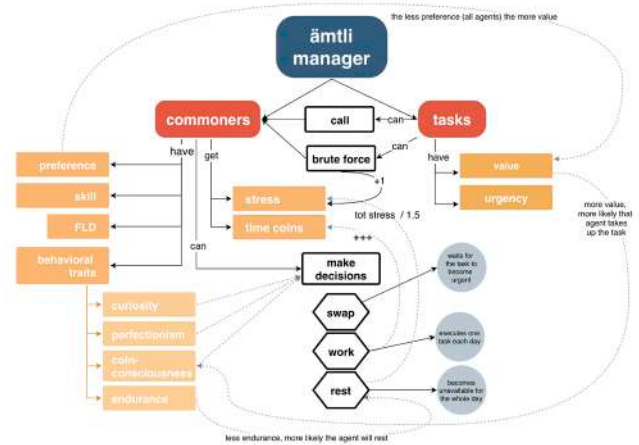 the less preference (all agents) the more value
ämtli
manager
commoners
call
can
tasks
brute force
can
have
get
have
+1
preference
skill
FLD
behavioral
traits
stress
time coins
tot stress / 1.5
+++
value
urgency
more value,
more likely that
agent takes
up the task
can
make
decisions
waits for
the task to
become
urgent
curiosity
perfectionism
coin-
consciousness
endurance
swap
work
rest
executes one
task each day
becomes
unavailable for
the whole day
less endurance, more likely the agent will rest